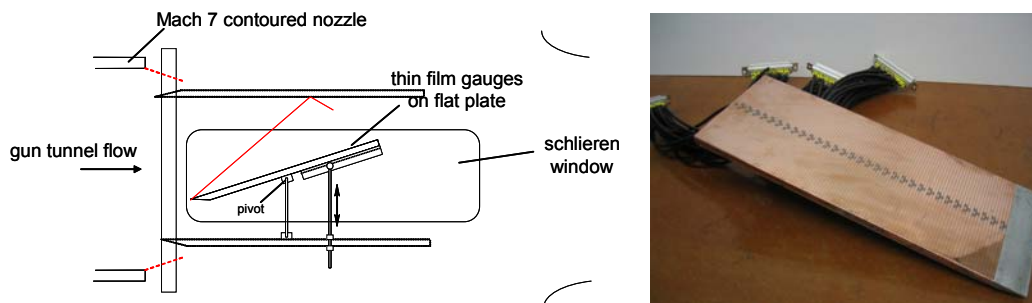 Mach 7 contoured nozzle
thin film gauges
on flat plate
gun tunnel flow
schlieren
window
pivot